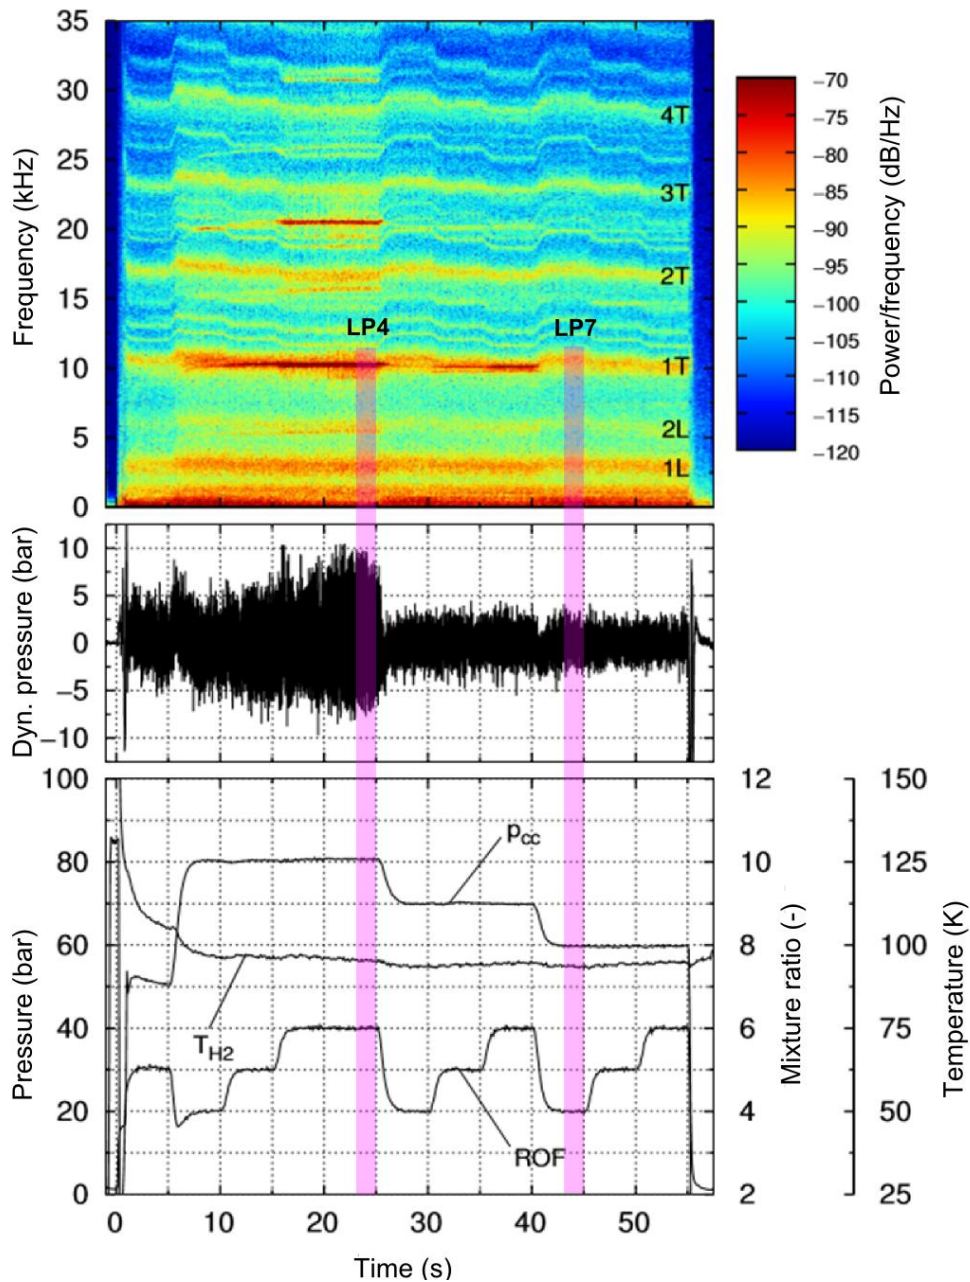 35
30
25
20
15
10
5
0
Frequency (kHz)
4T
3T
2T
1T
2L
1L
LP4
LP7
−70
−75
−80
−85
−90
−95
−100
−105
−110
−115
−120
Power/frequency (dB/Hz)
10
5
0
−5
−10
Dyn. pressure (bar)
100
80
60
40
20
0
Pressure (bar)
pcc
TH2
ROF
12
10
8
6
4
2
Mixture ratio (-)
150
125
100
75
50
25
Temperature (K)
0
10
20
30
40
50
Time (s)